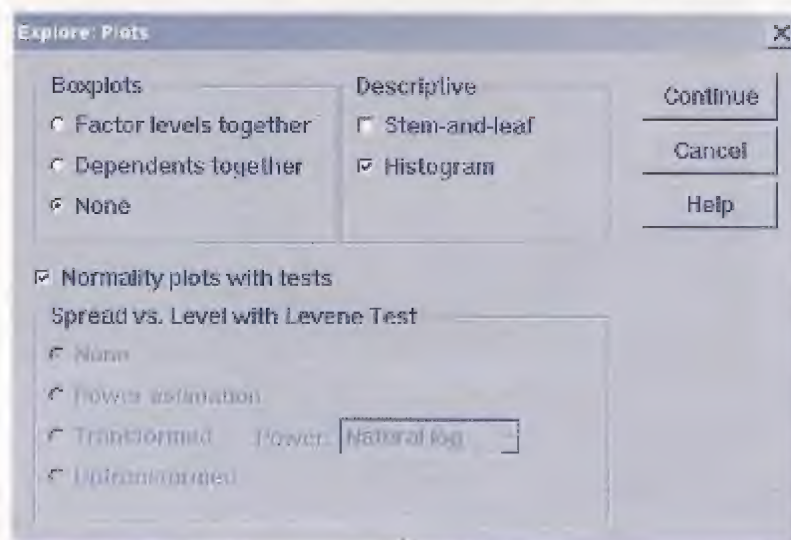 Explore: Plots
Boxplots
Factor levels together
Dependents together
None
Descriptive
Stem-and-leaf
Histogram
Continue
Cancel
Help
Normality plots with tests
Spread vs. Level with Levene Test
None
Power estimation
Transformed Power: Natural log
Untransformed